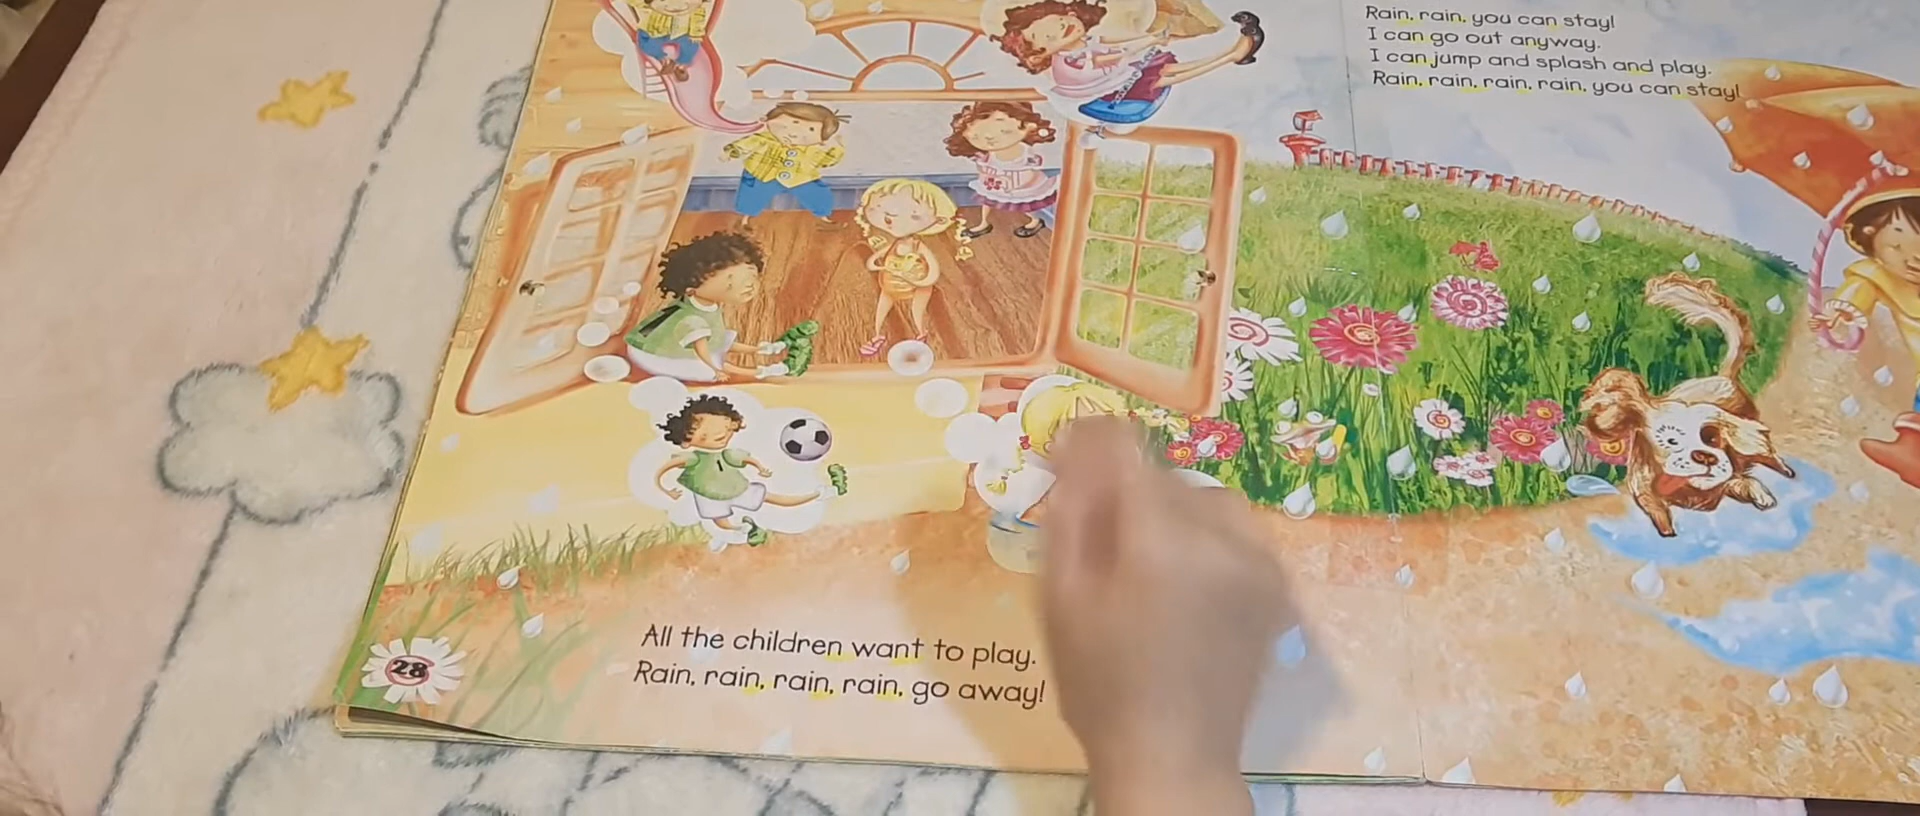 Rain, rain, you can stay!
I can go out anyway.
I can jump and splash and play.
Rain, rain, rain, rain, you can stay!
All the children want to play.
Rain, rain, rain, rain, go away!
28